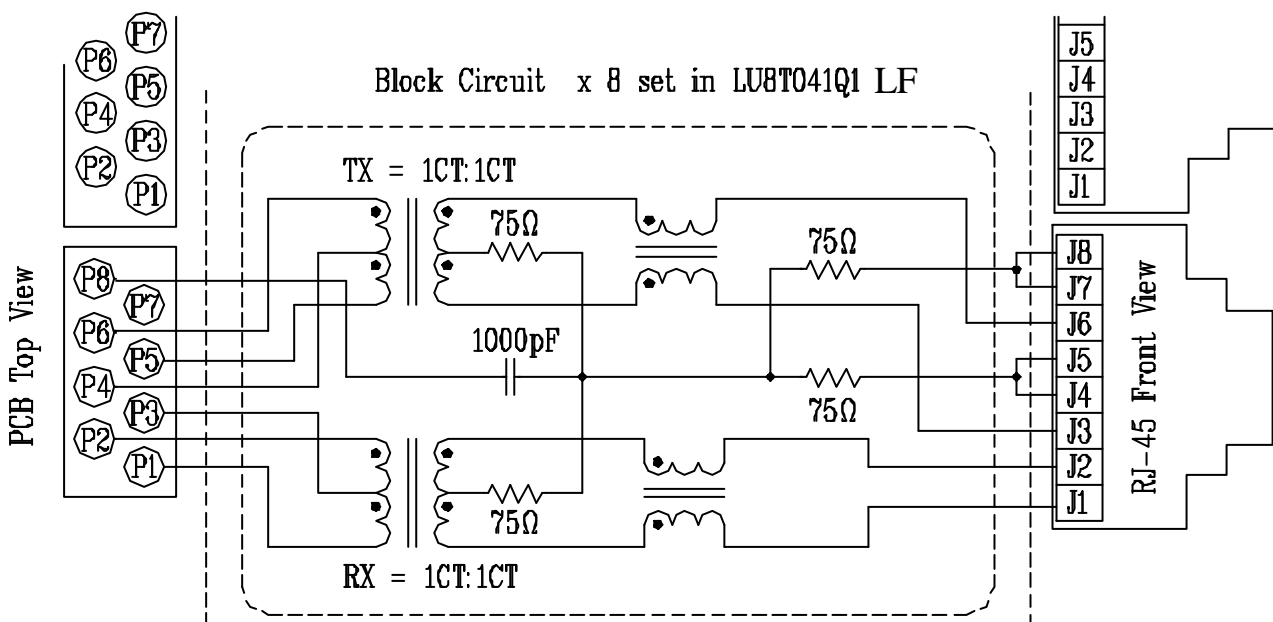 Block Circuit x 8 set in LU8T041Q1 LF
P7
P6
P5
P4
P3
P2
P1
J5
J4
J3
J2
J1
TX = 1CT:1CT
75Ω
75Ω
PCB Top View
P8
P7
P6
P5
P4
P3
P2
P1
1000pF
75Ω
75Ω
RX = 1CT:1CT
J8
J7
J6
J5
J4
J3
J2
J1
RJ-45 Front View